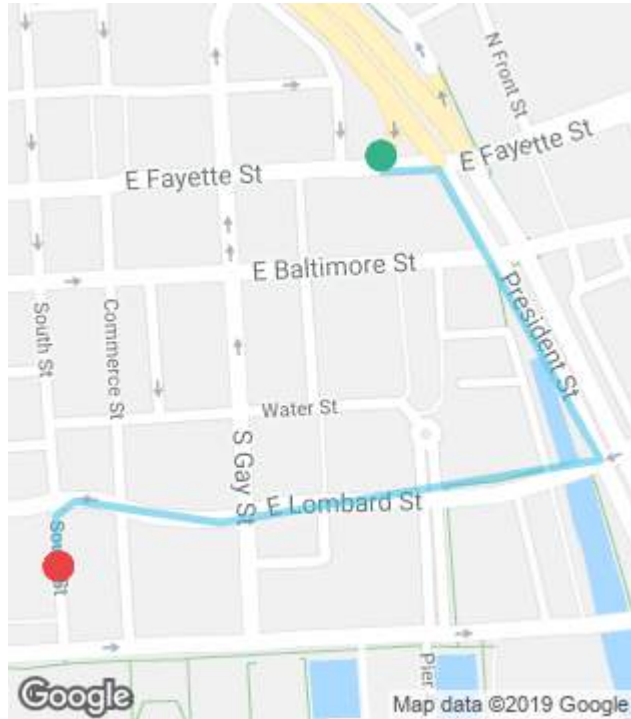 N Front St
E Fayette St
E Fayette St
E Baltimore St
President St
South St
Commerce St
Water St
S Gay St
E Lombard St
Pier
Google
Map data ©2019 Google